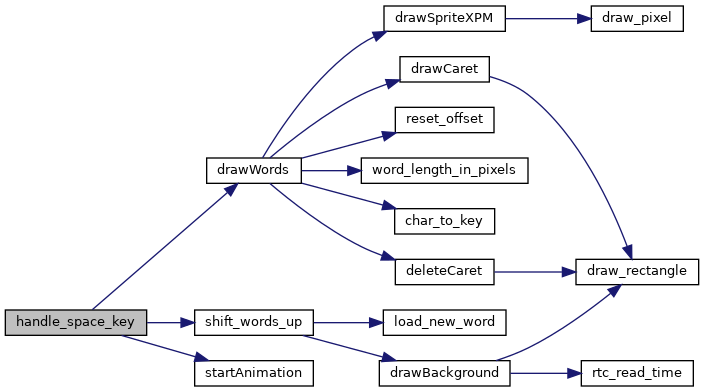 drawSpriteXPM
draw_pixel
drawCaret
reset_offset
drawWords
word_length_in_pixels
char_to_key
deleteCaret
draw_rectangle
handle_space_key
shift_words_up
load_new_word
startAnimation
drawBackground
rtc_read_time